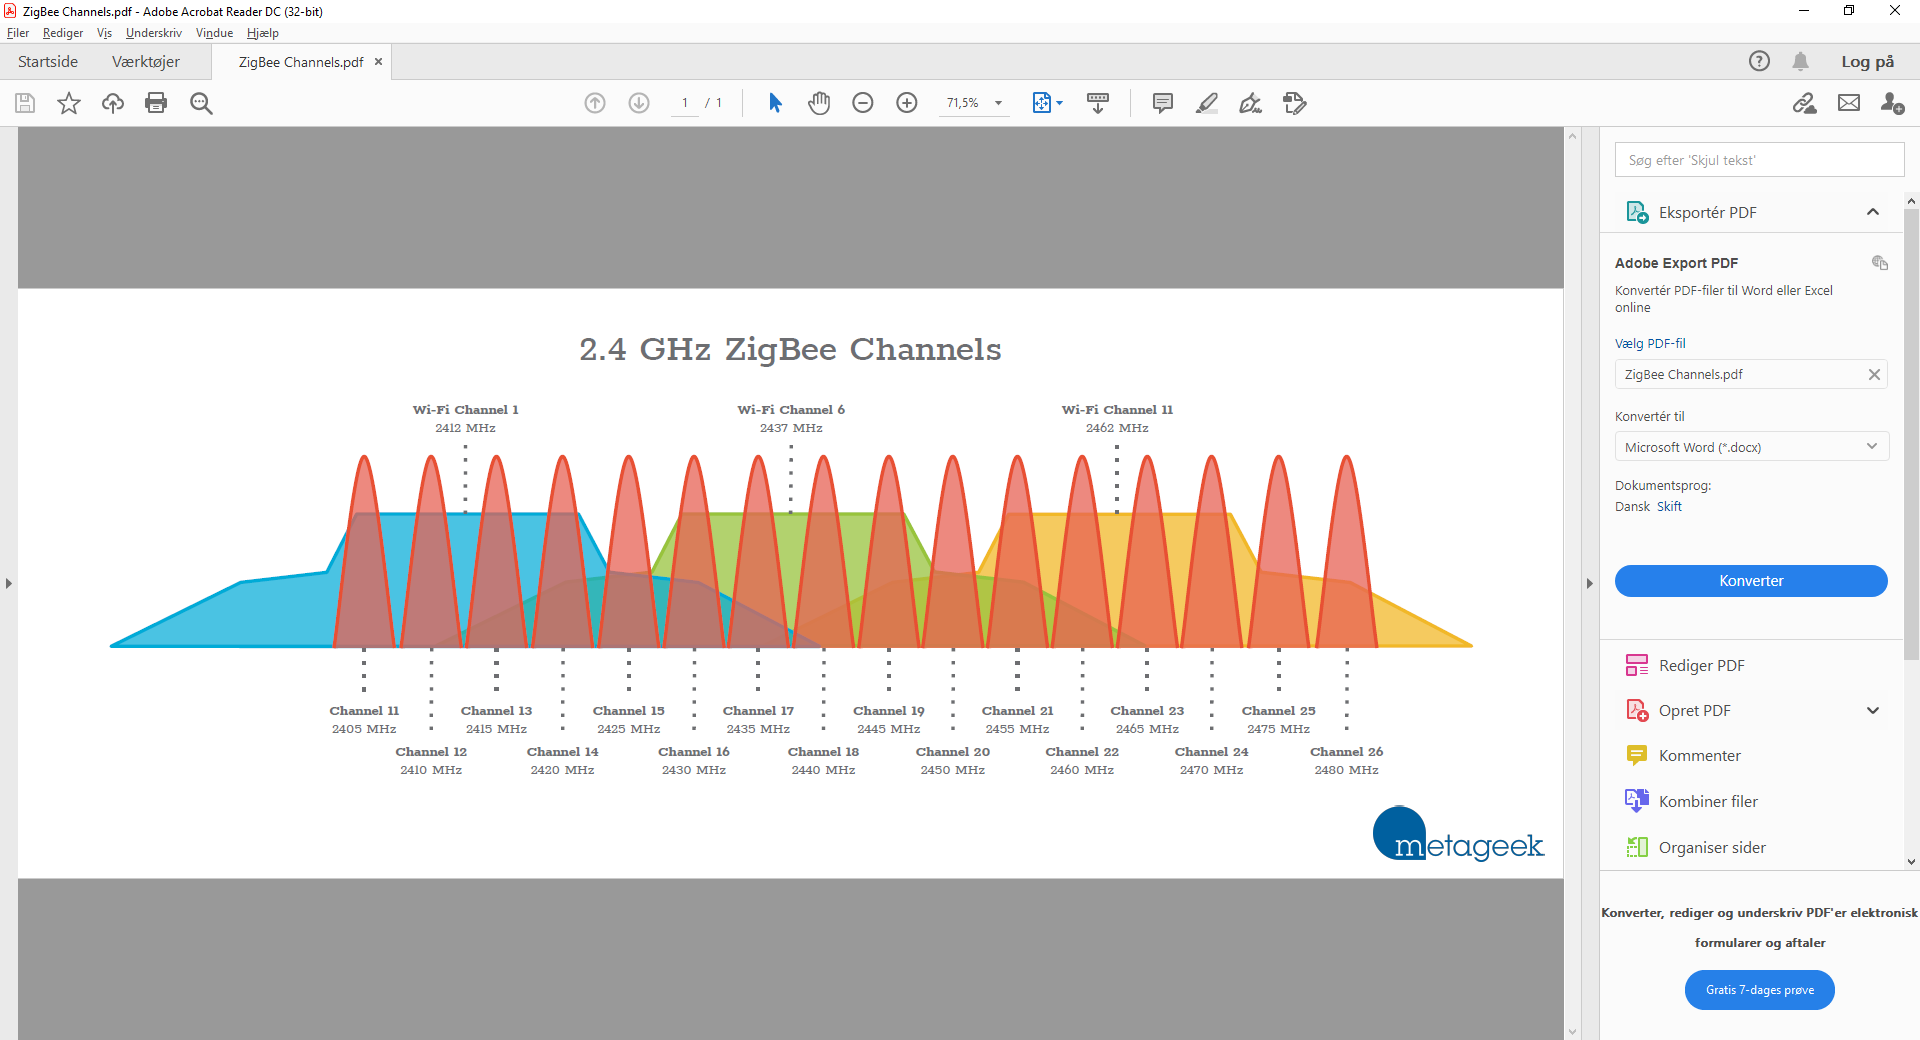 ZigBee Channels.pdf - Adobe Acrobat Reader DC (32-bit)
Filer Rediger Vis Underskriv Vindue Hjælp
Startside Værktøjer ZigBee Channels.pdf × Log på
1 / 1 71,5%
2.4 GHz ZigBee Channels
Wi-Fi Channel 1 Wi-Fi Channel 6 Wi-Fi Channel 11
2412 MHz 2437 MHz 2462 MHz
Channel 11 Channel 13 Channel 15 Channel 17 Channel 19 Channel 21 Channel 23 Channel 25
2405 MHz 2415 MHz 2425 MHz 2435 MHz 2445 MHz 2455 MHz 2465 MHz 2475 MHz
Channel 12 Channel 14 Channel 16 Channel 18 Channel 20 Channel 22 Channel 24 Channel 26
2410 MHz 2420 MHz 2430 MHz 2440 MHz 2450 MHz 2460 MHz 2470 MHz 2480 MHz
metageek
Søg efter 'Skjul tekst'
Eksportér PDF
Adobe Export PDF
Konvertér PDF-filer til Word eller Excel
online
Vælg PDF-fil
ZigBee Channels.pdf
Konvertér til
Microsoft Word (*.docx)
Dokumentsprog:
Dansk Skift
Konverter
Rediger PDF
Opret PDF
Kommenter
Kombiner filer
Organiser sider
Konverter, rediger og underskriv PDF'er elektronisk
formularer og aftaler
Gratis 7-dages prøve